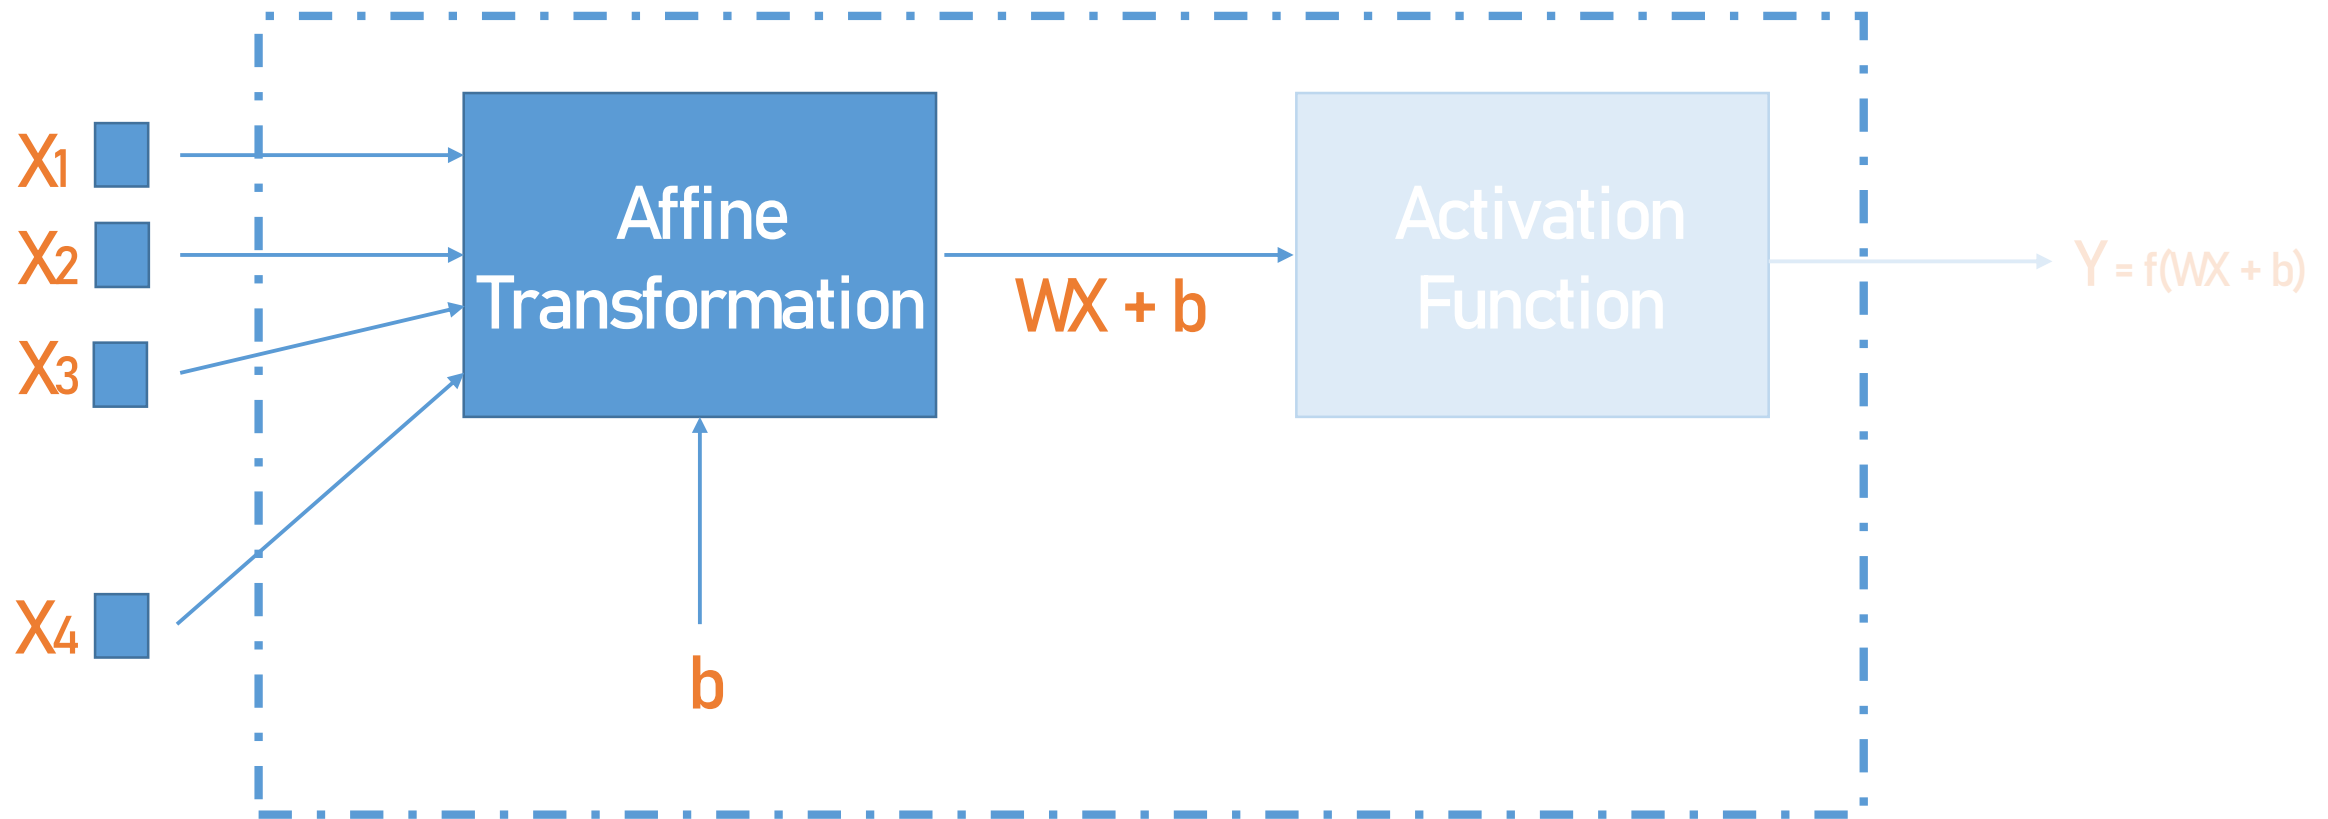 X1
X2
X3
X4
Affine
Transformation
b
WX + b
Activation
Function
Y = f(WX + b)